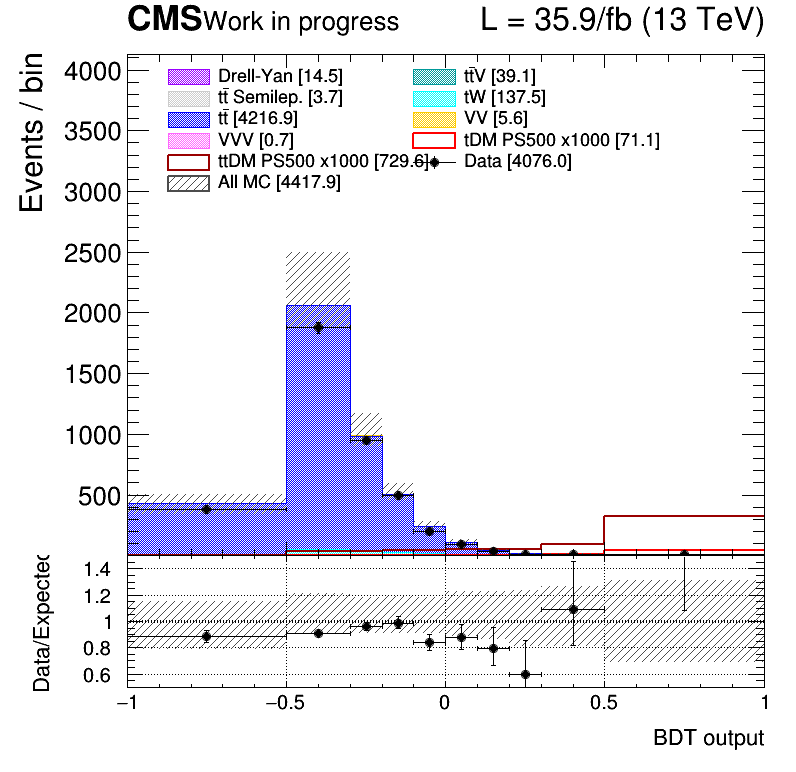 CMS Work in progress L = 35.9/fb (13 TeV)
Events / bin
4000
3500
3000
2500
2000
1500
1000
500
Drell-Yan [14.5]
tt̄V [39.1]
tt̄ Semilep. [3.7]
tW [137.5]
tt̄ [4216.9]
VV [5.6]
VVV [0.7]
tDM PS500 x1000 [71.1]
ttDM PS500 x1000 [729.6]
Data [4076.0]
All MC [4417.9]
Data/Expected
1.4
1.2
1
0.8
0.6
−1 −0.5 0 0.5 1
BDT output